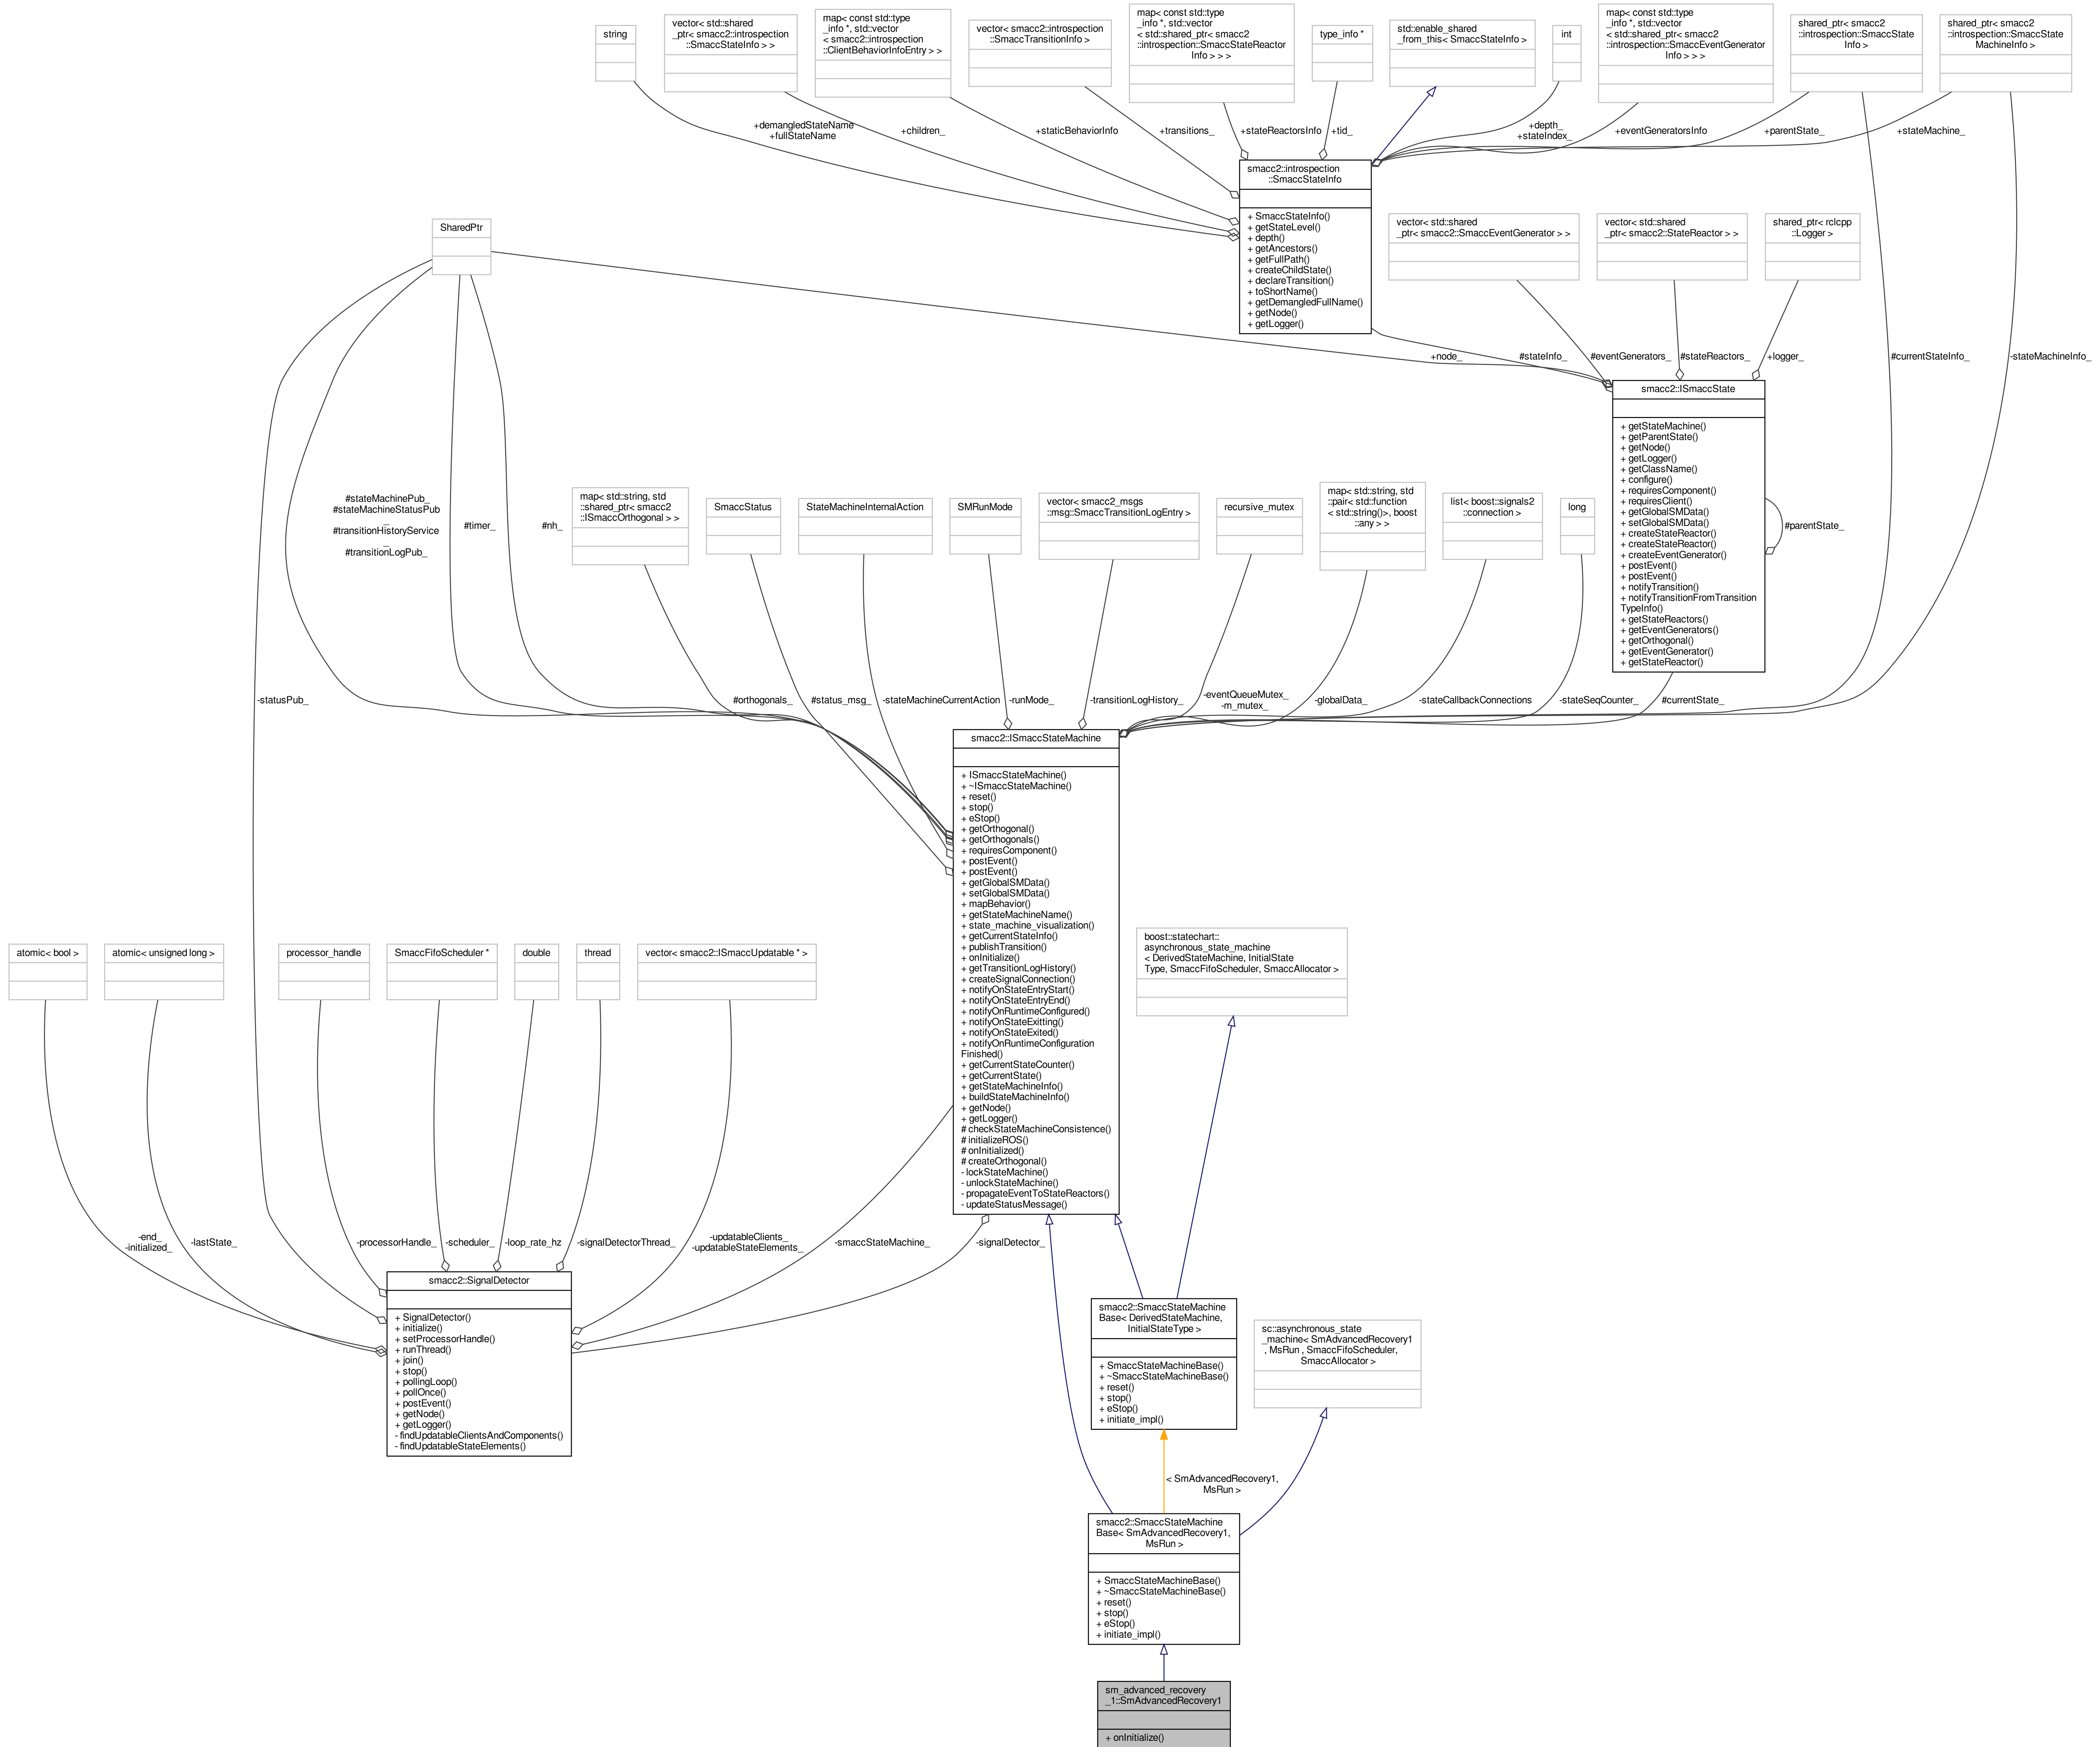 string
vector< std::shared
_ptr< smacc2::introspection
::SmaccStateInfo > >
map< const std::type
_info *, std::vector
< smacc2::introspection
::ClientBehaviorInfoEntry > >
vector< smacc2::introspection
::SmaccTransitionInfo >
map< const std::type
_info *, std::vector
< std::shared_ptr< smacc2
::introspection::SmaccStateReactor
Info > > >
type_info *
std::enable_shared
_from_this< SmaccStateInfo >
int
map< const std::type
_info *, std::vector
< std::shared_ptr< smacc2
::introspection::SmaccEventGenerator
Info > > >
shared_ptr< smacc2
::introspection::SmaccState
Info >
shared_ptr< smacc2
::introspection::SmaccState
MachineInfo >
+demangledStateName
+fullStateName
+children_
+staticBehaviorInfo
+transitions_
+stateReactorsInfo
+tid_
+depth_
+stateIndex_
+eventGeneratorsInfo
+parentState_
+stateMachine_
smacc2::introspection
::SmaccStateInfo
+ SmaccStateInfo()
+ getStateLevel()
+ depth()
+ getAncestors()
+ getFullPath()
+ createChildState()
+ declareTransition()
+ toShortName()
+ getDemangledFullName()
+ getNode()
+ getLogger()
SharedPtr
vector< std::shared
_ptr< smacc2::SmaccEventGenerator > >
vector< std::shared
_ptr< smacc2::StateReactor > >
shared_ptr< rclcpp
::Logger >
+node_
#stateInfo_
#eventGenerators_
#stateReactors_
+logger_
#currentStateInfo_
-stateMachineInfo_
smacc2::ISmaccState
+ getStateMachine()
+ getParentState()
+ getNode()
+ getLogger()
+ getClassName()
+ configure()
+ requiresComponent()
+ requiresClient()
+ getGlobalSMData()
+ setGlobalSMData()
+ createStateReactor()
+ createStateReactor()
+ createEventGenerator()
+ postEvent()
+ postEvent()
+ notifyTransition()
+ notifyTransitionFromTransition
TypeInfo()
+ getStateReactors()
+ getEventGenerators()
+ getOrthogonal()
+ getEventGenerator()
+ getStateReactor()
#parentState_
#stateMachinePub_
#stateMachineStatusPub
_
#transitionHistoryService
_
#transitionLogPub_
#timer_
#nh_
map< std::string, std
::shared_ptr< smacc2
::ISmaccOrthogonal > >
SmaccStatus
StateMachineInternalAction
SMRunMode
vector< smacc2_msgs
::msg::SmaccTransitionLogEntry >
recursive_mutex
map< std::string, std
::pair< std::function
< std::string()>, boost
::any > >
list< boost::signals2
::connection >
long
-statusPub_
#orthogonals_
#status_msg_
-stateMachineCurrentAction
-runMode_
-transitionLogHistory_
-eventQueueMutex_
-m_mutex_
-globalData_
-stateCallbackConnections
-stateSeqCounter_
#currentState_
smacc2::ISmaccStateMachine
+ ISmaccStateMachine()
+ ~ISmaccStateMachine()
+ reset()
+ stop()
+ eStop()
+ getOrthogonal()
+ getOrthogonals()
+ requiresComponent()
+ postEvent()
+ postEvent()
+ getGlobalSMData()
+ setGlobalSMData()
+ mapBehavior()
+ getStateMachineName()
+ state_machine_visualization()
+ getCurrentStateInfo()
+ publishTransition()
+ onInitialize()
+ getTransitionLogHistory()
+ createSignalConnection()
+ notifyOnStateEntryStart()
+ notifyOnStateEntryEnd()
+ notifyOnRuntimeConfigured()
+ notifyOnStateExitting()
+ notifyOnStateExited()
+ notifyOnRuntimeConfiguration
Finished()
+ getCurrentStateCounter()
+ getCurrentState()
+ getStateMachineInfo()
+ buildStateMachineInfo()
+ getNode()
+ getLogger()
# checkStateMachineConsistence()
# initializeROS()
# onInitialized()
# createOrthogonal()
- lockStateMachine()
- unlockStateMachine()
- propagateEventToStateReactors()
- updateStatusMessage()
atomic< bool >
atomic< unsigned long >
processor_handle
SmaccFifoScheduler *
double
thread
vector< smacc2::ISmaccUpdatable * >
boost::statechart::
asynchronous_state_machine
< DerivedStateMachine, InitialState
Type, SmaccFifoScheduler, SmaccAllocator >
-end_
-initialized_
-lastState_
-processorHandle_
-scheduler_
-loop_rate_hz
-signalDetectorThread_
-updatableClients_
-updatableStateElements_
-smaccStateMachine_
-signalDetector_
smacc2::SignalDetector
+ SignalDetector()
+ initialize()
+ setProcessorHandle()
+ runThread()
+ join()
+ stop()
+ pollingLoop()
+ pollOnce()
+ postEvent()
+ getNode()
+ getLogger()
- findUpdatableClientsAndComponents()
- findUpdatableStateElements()
smacc2::SmaccStateMachine
Base< DerivedStateMachine,
InitialStateType >
+ SmaccStateMachineBase()
+ ~SmaccStateMachineBase()
+ reset()
+ stop()
+ eStop()
+ initiate_impl()
sc::asynchronous_state
_machine< SmAdvancedRecovery1
, MsRun , SmaccFifoScheduler,
SmaccAllocator >
< SmAdvancedRecovery1,
MsRun >
smacc2::SmaccStateMachine
Base< SmAdvancedRecovery1,
MsRun >
+ SmaccStateMachineBase()
+ ~SmaccStateMachineBase()
+ reset()
+ stop()
+ eStop()
+ initiate_impl()
sm_advanced_recovery
_1::SmAdvancedRecovery1
+ onInitialize()